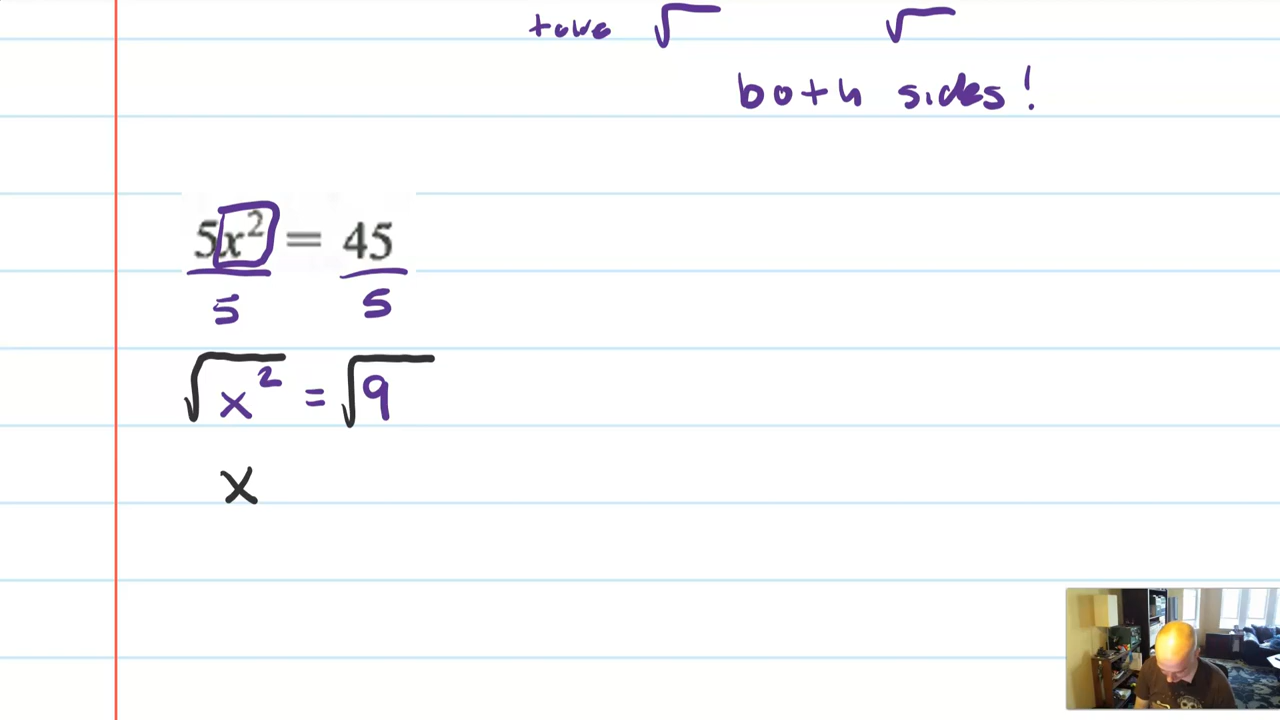 take √ √
both sides!
5x² = 45
5 5
√x² = √9
x